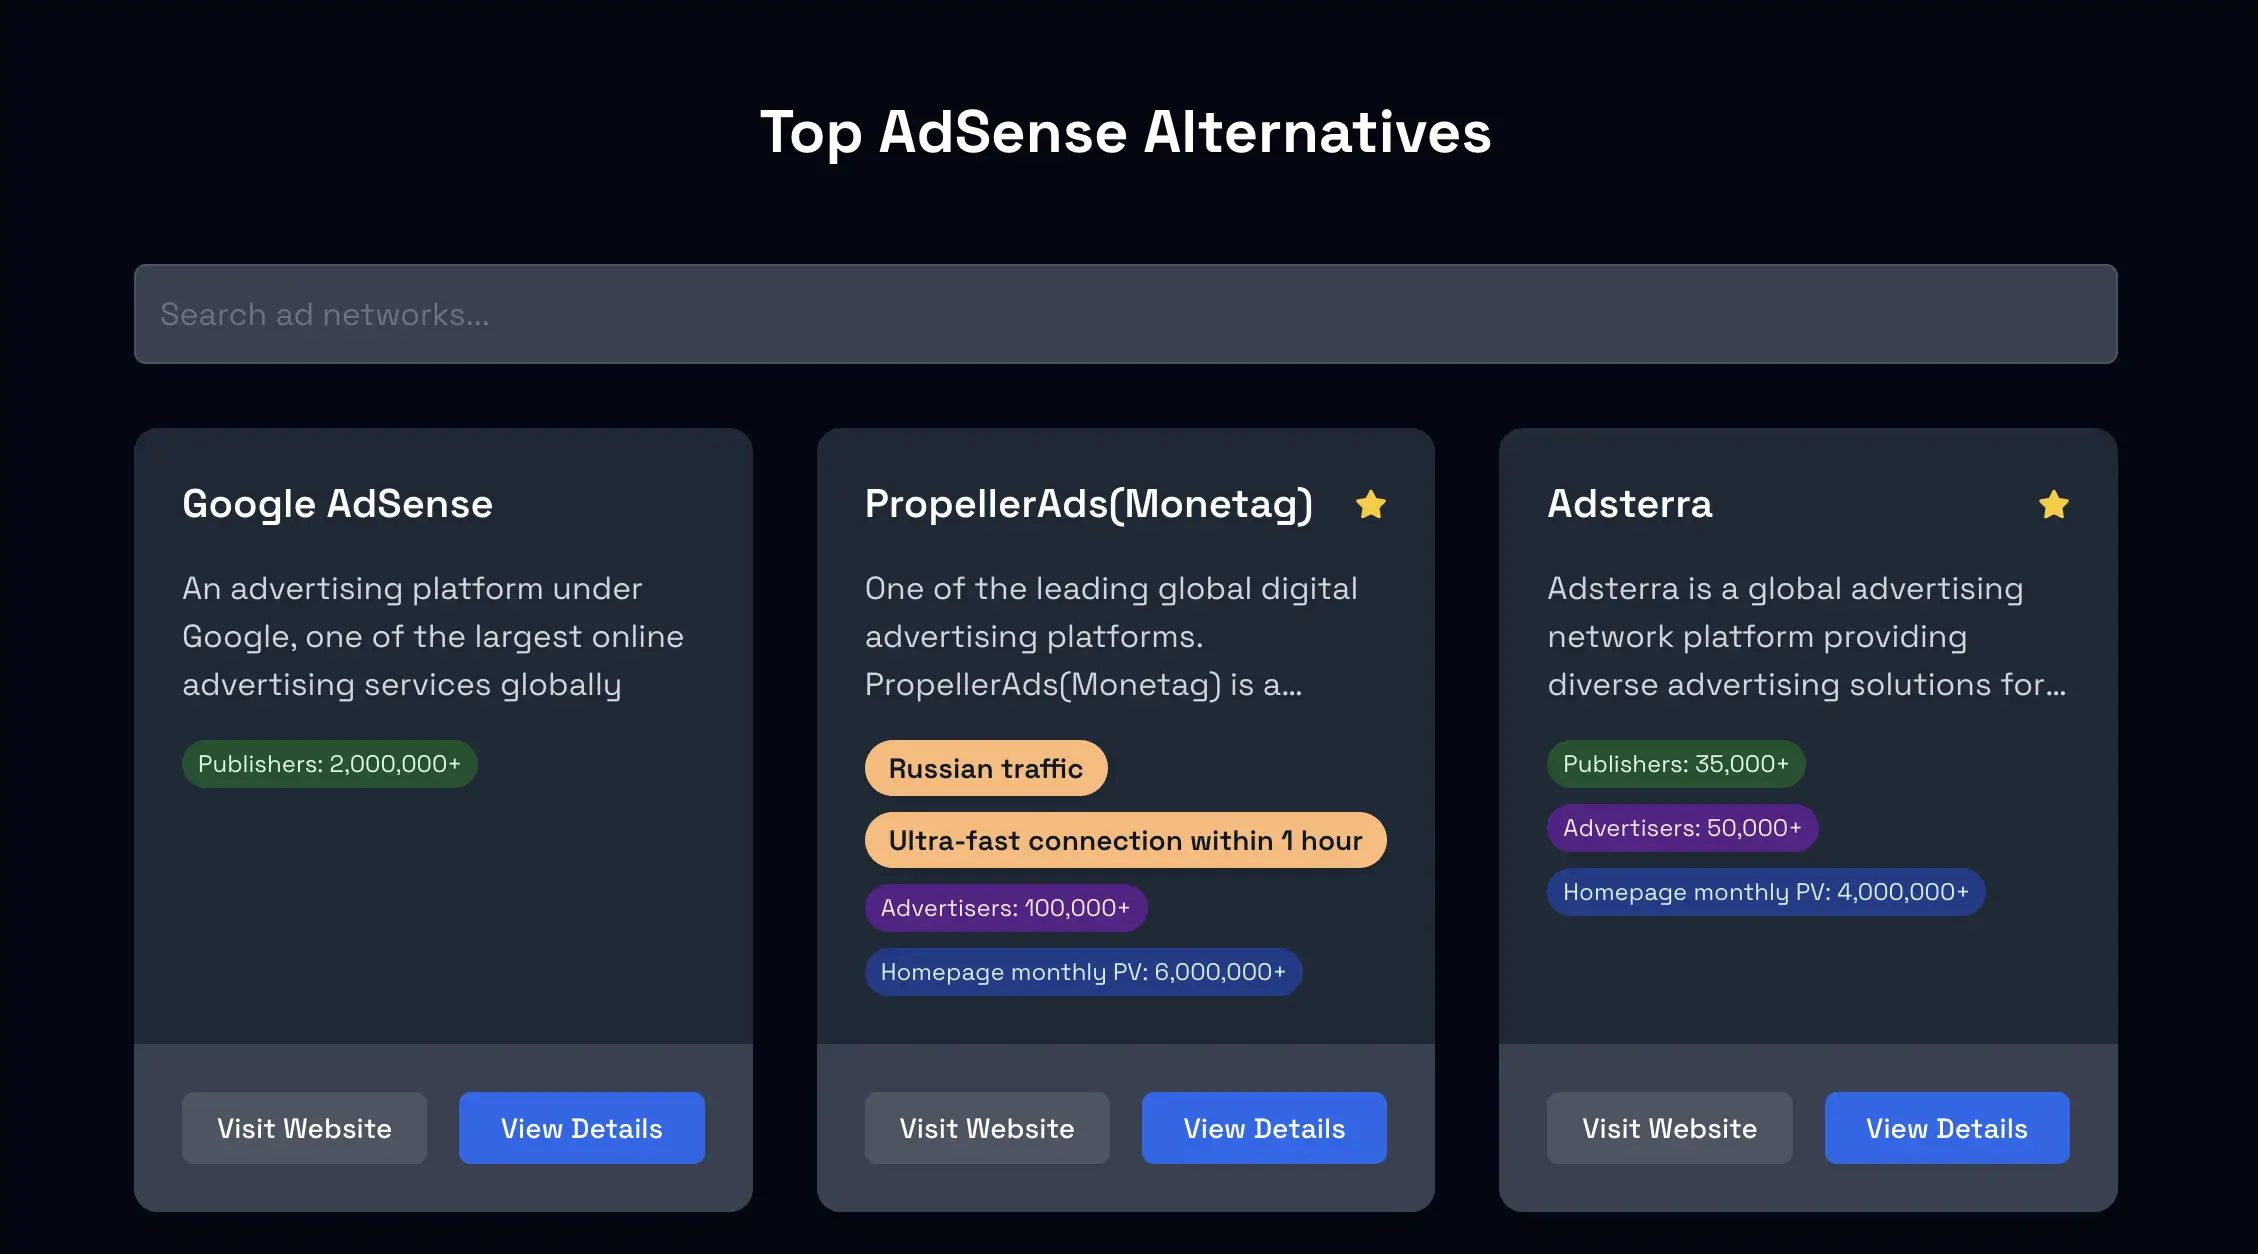 Top AdSense Alternatives
Search ad networks...
Google AdSense
An advertising platform under
Google, one of the largest online
advertising services globally
Publishers: 2,000,000+
Visit Website
View Details
PropellerAds(Monetag)
One of the leading global digital
advertising platforms.
PropellerAds(Monetag) is a...
Russian traffic
Ultra-fast connection within 1 hour
Advertisers: 100,000+
Homepage monthly PV: 6,000,000+
Visit Website
View Details
Adsterra
Adsterra is a global advertising
network platform providing
diverse advertising solutions for...
Publishers: 35,000+
Advertisers: 50,000+
Homepage monthly PV: 4,000,000+
Visit Website
View Details